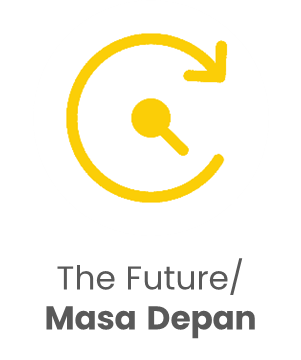 The Future/
Masa Depan